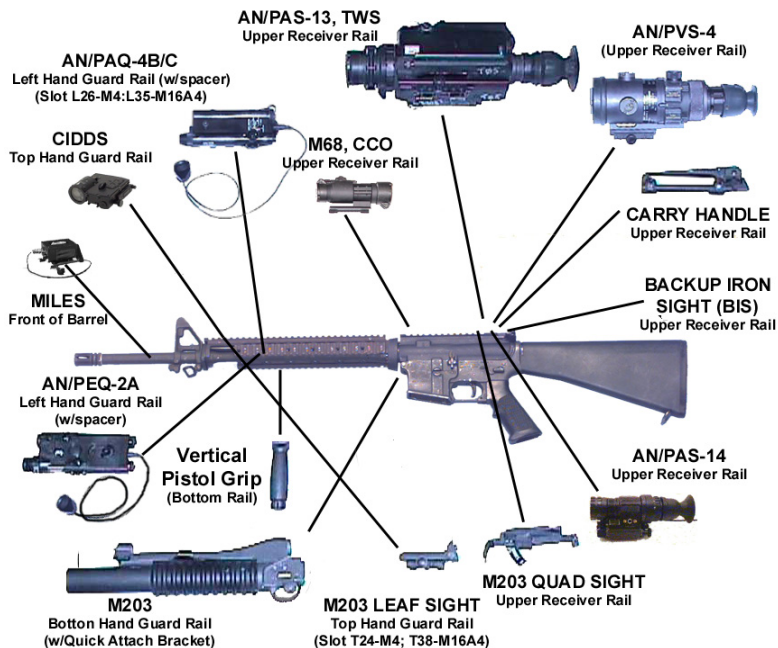 AN/PAS-13, TWS
Upper Receiver Rail
AN/PVS-4
(Upper Receiver Rail)
AN/PAQ-4B/C
Left Hand Guard Rail (w/spacer)
(Slot L26-M4:L35-M16A4)
CIDDS
Top Hand Guard Rail
M68, CCO
Upper Receiver Rail
CARRY HANDLE
Upper Receiver Rail
MILES
Front of Barrel
BACKUP IRON
SIGHT (BIS)
Upper Receiver Rail
AN/PEQ-2A
Left Hand Guard Rail
(w/spacer)
Vertical
Pistol Grip
(Bottom Rail)
AN/PAS-14
Upper Receiver Rail
M203
Botton Hand Guard Rail
(w/Quick Attach Bracket)
M203 LEAF SIGHT
Top Hand Guard Rail
(Slot T24-M4; T38-M16A4)
M203 QUAD SIGHT
Upper Receiver Rail